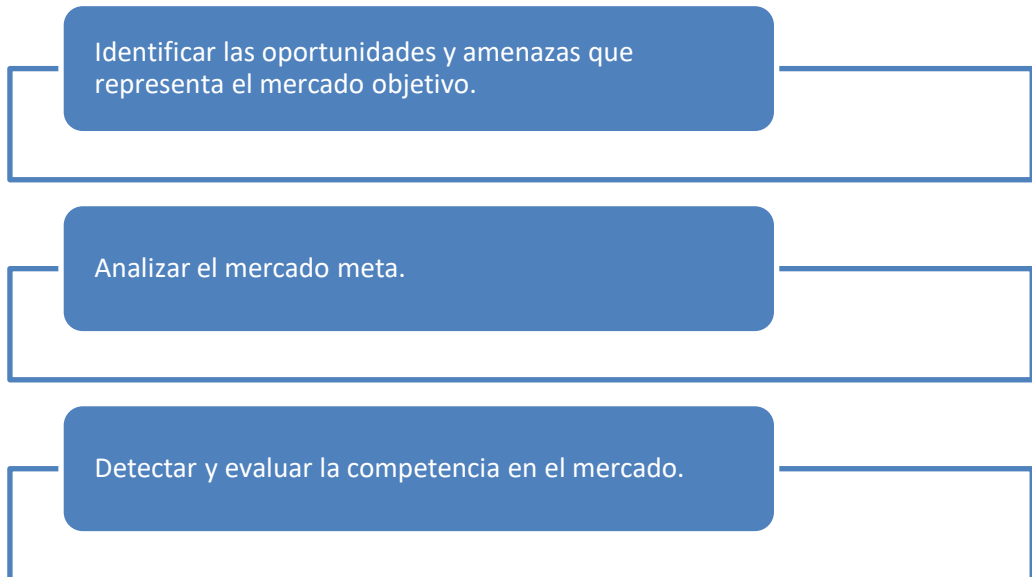 Identificar las oportunidades y amenazas que
representa el mercado objetivo.
Analizar el mercado meta.
Detectar y evaluar la competencia en el mercado.